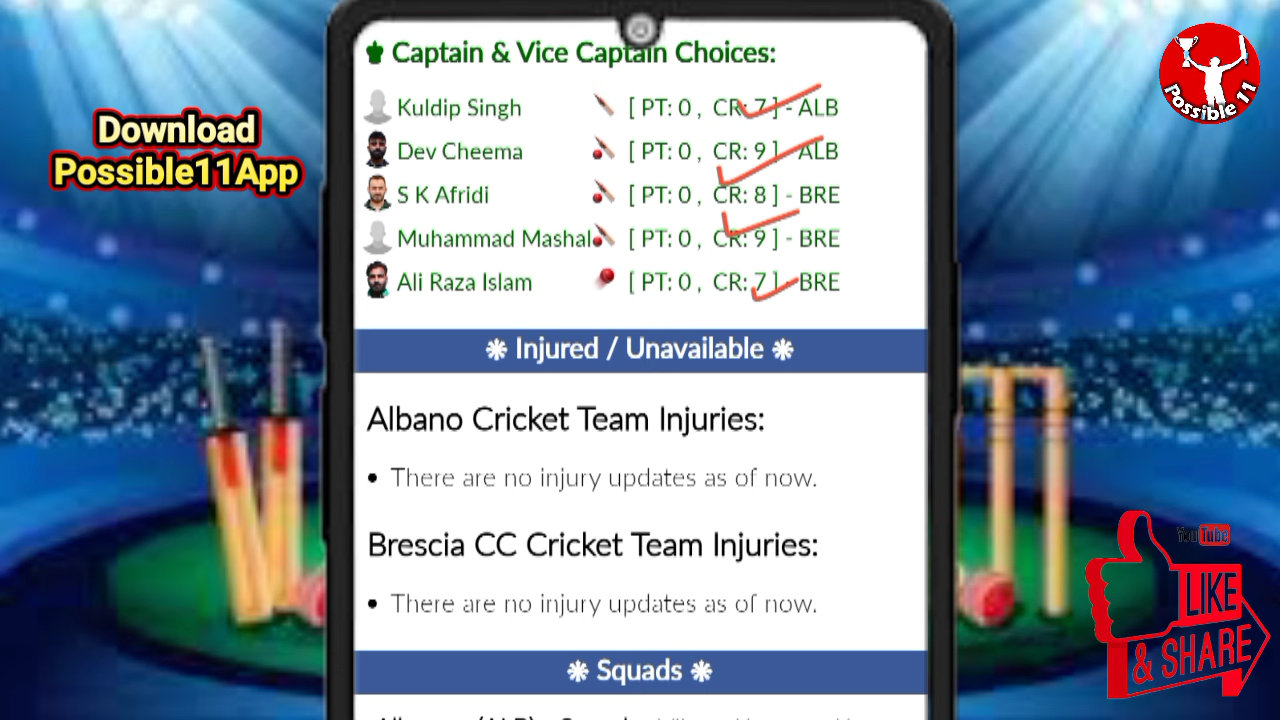 Captain & Vice Captain Choices:
Kuldip Singh [ PT: 0 , CR: 7 ] - ALB
Dev Cheema [ PT: 0 , CR: 9 ] - ALB
S K Afridi [ PT: 0 , CR: 8 ] - BRE
Muhammad Mashal [ PT: 0 , CR: 9 ] - BRE
Ali Raza Islam [ PT: 0 , CR: 7 ] - BRE
Download
Possible11App
Possible 11
Injured / Unavailable
Albano Cricket Team Injuries:
• There are no injury updates as of now.
Brescia CC Cricket Team Injuries:
• There are no injury updates as of now.
YouTube
LIKE
& SHARE
Squads